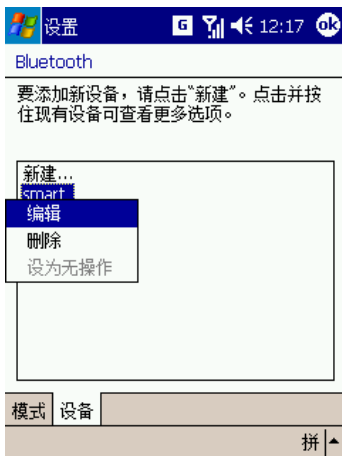 设置 G 12:17 ok
Bluetooth
要添加新设备，请点击"新建"。点击并按
住现有设备可查看更多选项。
新建...
smart
编辑
删除
设为无操作
模式 设备
拼